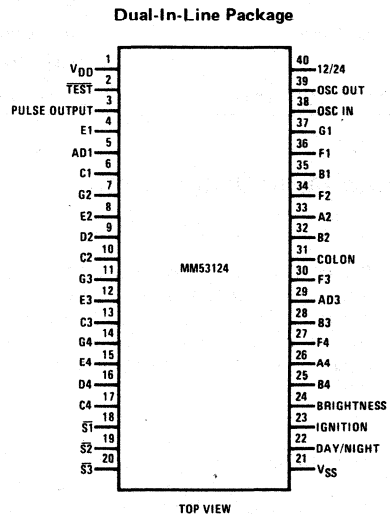 Dual-In-Line Package
VDD 1 40 12/24
TEST 2 39 OSC OUT
PULSE OUTPUT 3 38 OSC IN
E1 4 37 G1
AD1 5 36 F1
C1 6 35 B1
G2 7 34 F2
E2 8 33 A2
D2 9 32 B2
C2 10 31 COLON
G3 11 30 F3
MM53124
E3 12 29 AD3
C3 13 28 B3
G4 14 27 F4
E4 15 26 A4
D4 16 25 B4
C4 17 24 BRIGHTNESS
S1 18 23 IGNITION
S2 19 22 DAY/NIGHT
S3 20 21 VSS
TOP VIEW